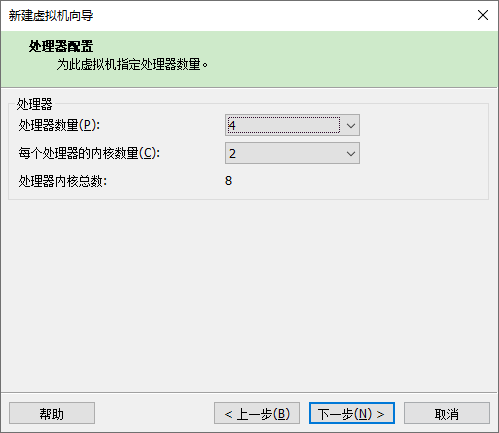 新建虚拟机向导
处理器配置
为此虚拟机指定处理器数量。
处理器
处理器数量(P): 4
每个处理器的内核数量(C): 2
处理器内核总数: 8
帮助 < 上一步(B) 下一步(N) > 取消